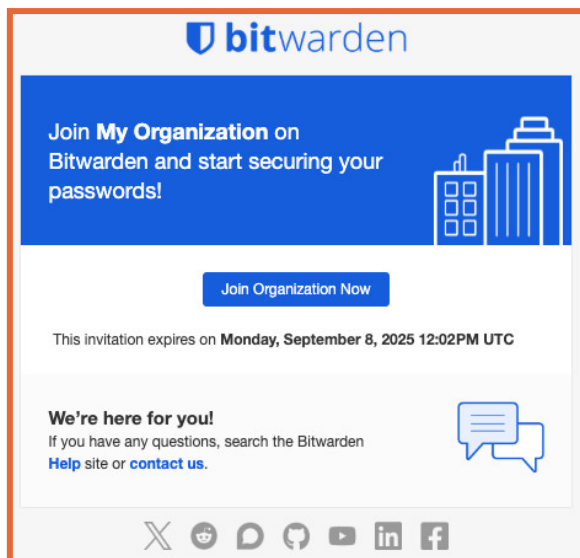 bitwarden
Join My Organization on
Bitwarden and start securing your
passwords!
Join Organization Now
This invitation expires on Monday, September 8, 2025 12:02PM UTC
We're here for you!
If you have any questions, search the Bitwarden
Help site or contact us.